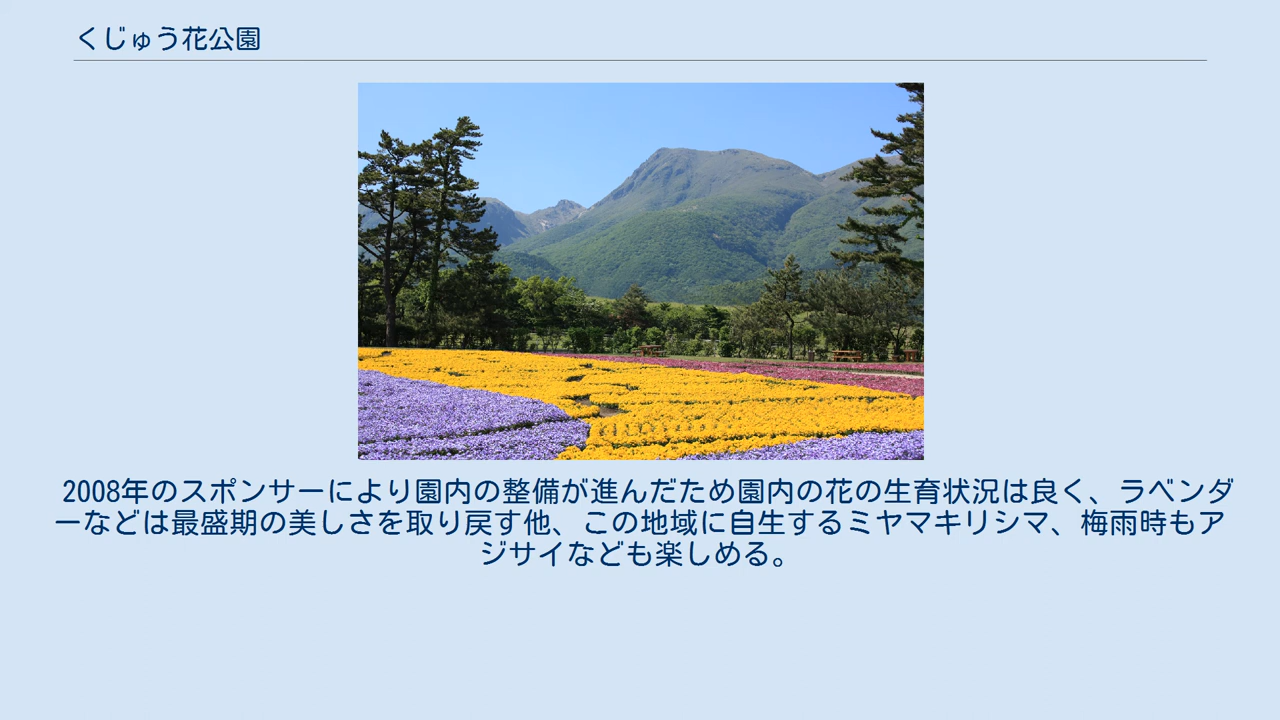 くじゅう花公園
2008年のスポンサーにより園内の整備が進んだため園内の花の生育状況は良く、ラベンダ
ーなどは最盛期の美しさを取り戻す他、この地域に自生するミヤマキリシマ、梅雨時もア
ジサイなども楽しめる。